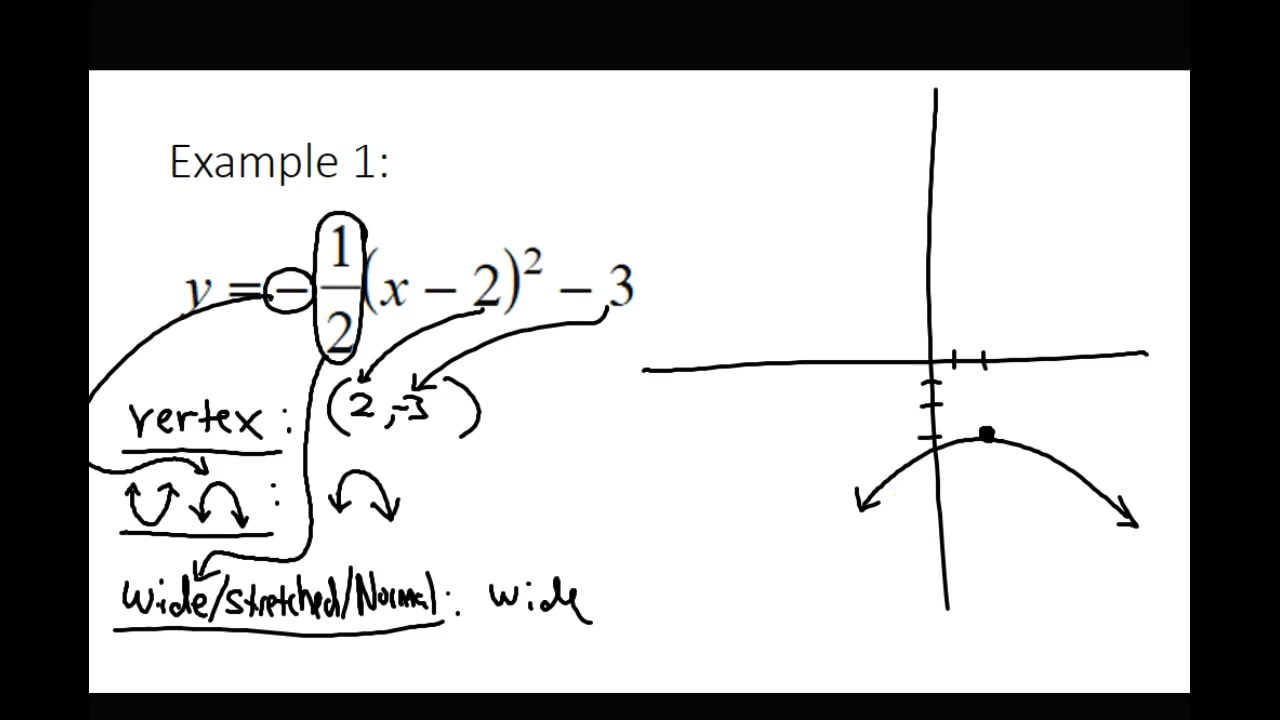 Example 1:
y = −1/2(x − 2)² − 3
vertex : (2, -3)
:
wide/stretched/Normal : wide